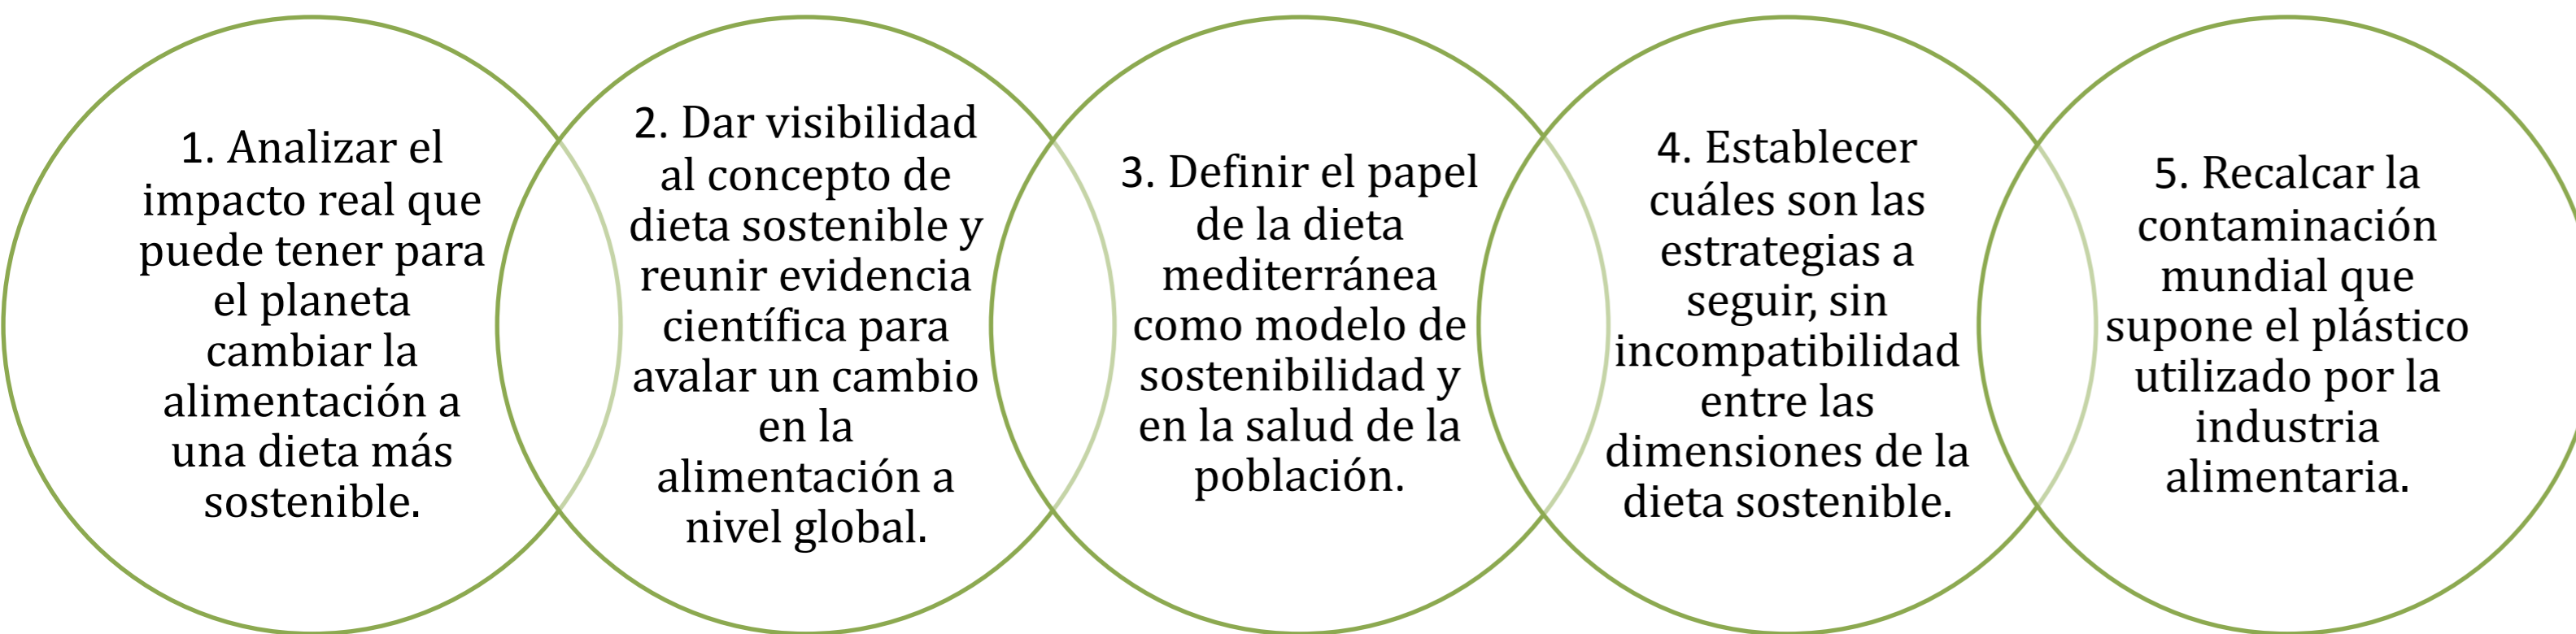 1. Analizar el
impacto real que
puede tener para
el planeta
cambiar la
alimentación a
una dieta más
sostenible.
2. Dar visibilidad
al concepto de
dieta sostenible y
reunir evidencia
científica para
avalar un cambio
en la
alimentación a
nivel global.
3. Definir el papel
de la dieta
mediterránea
como modelo de
sostenibilidad y
en la salud de la
población.
4. Establecer
cuáles son las
estrategias a
seguir, sin
incompatibilidad
entre las
dimensiones de la
dieta sostenible.
5. Recalcar la
contaminación
mundial que
supone el plástico
utilizado por la
industria
alimentaria.